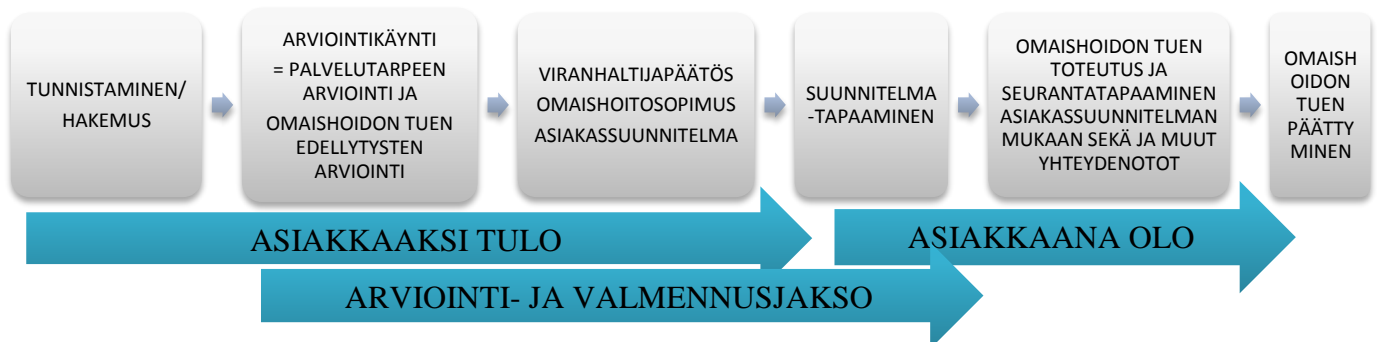 TUNNISTAMINEN/
HAKEMUS
ARVIOINTIKÄYNTI
= PALVELUTARPEEN
ARVIOINTI JA
OMAISHOIDON TUEN
EDELLYTYSTEN
ARVIOINTI
VIRANHALTIJAPÄÄTÖS
OMAISHOITOSOPIMUS
ASIAKASSUUNNITELMA
SUUNNITELMA
-TAPAAMINEN
OMAISHOIDON TUEN
TOTEUTUS JA
SEURANTATAPAAMINEN
ASIAKASSUUNNITELMAN
MUKAAN SEKÄ JA MUUT
YHTEYDENOTOT
OMAISH
OIDON
TUEN
PÄÄTTY
MINEN
ASIAKKAAKSI TULO
ASIAKKAANA OLO
ARVIOINTI- JA VALMENNUSJAKSO